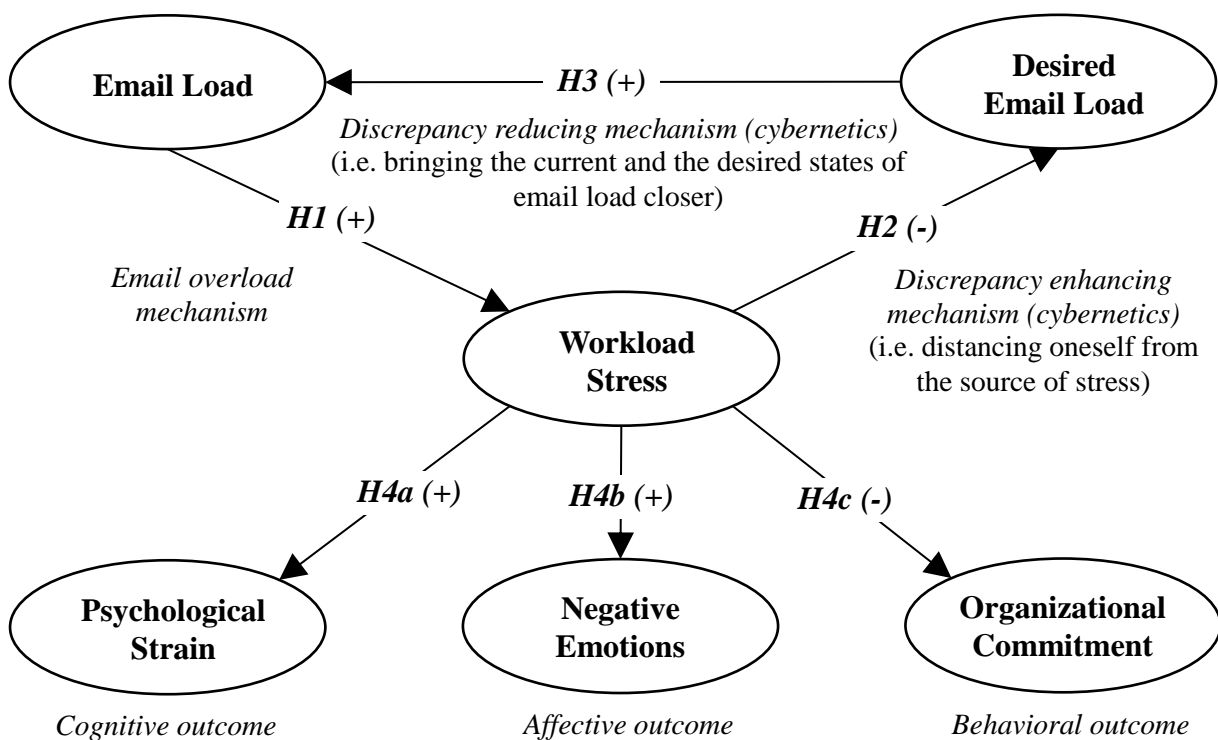 Email Load
H3 (+)
Desired
Email Load
Discrepancy reducing mechanism (cybernetics)
(i.e. bringing the current and the desired states of
email load closer)
H1 (+)
H2 (-)
Email overload
mechanism
Discrepancy enhancing
mechanism (cybernetics)
(i.e. distancing oneself from
the source of stress)
Workload
Stress
H4a (+)
H4b (+)
H4c (-)
Psychological
Strain
Negative
Emotions
Organizational
Commitment
Cognitive outcome
Affective outcome
Behavioral outcome